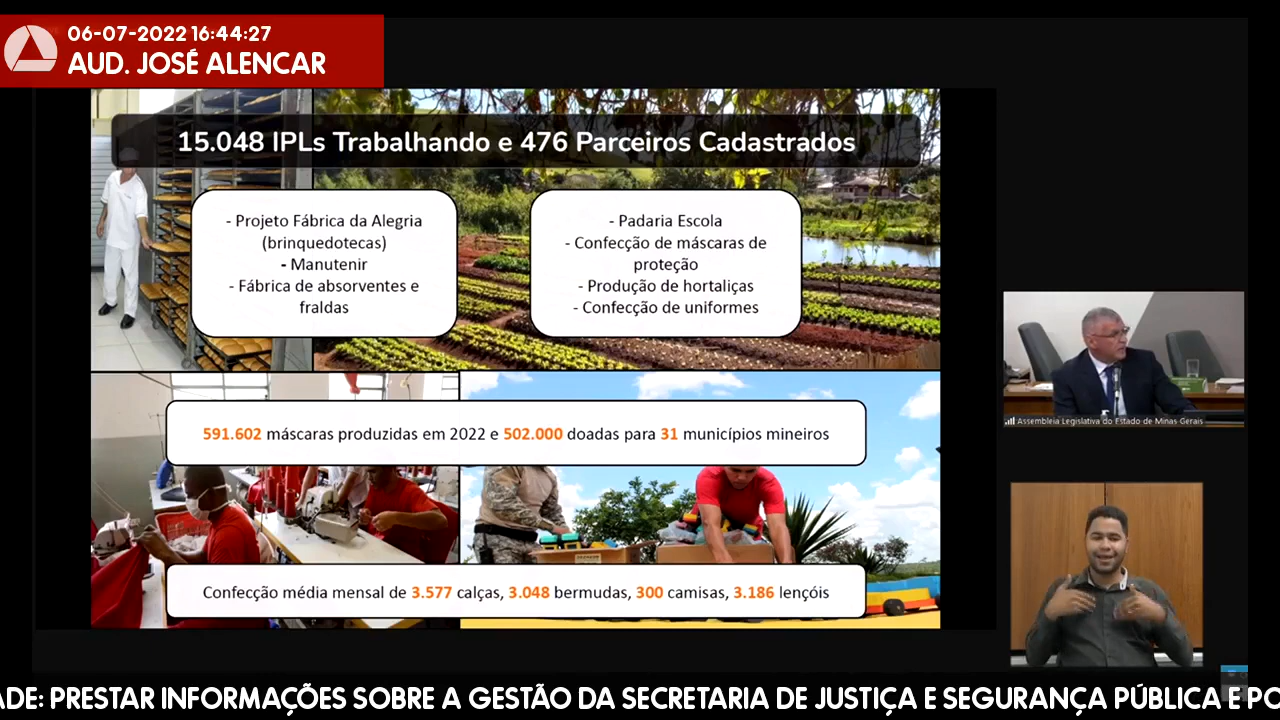 06-07-2022 16:44:27
AUD. JOSÉ ALENCAR
15.048 IPLs Trabalhando e 476 Parceiros Cadastrados
- Projeto Fábrica da Alegria
(brinquedotecas)
- Manutenir
- Fábrica de absorventes e
fraldas
- Padaria Escola
- Confecção de máscaras de
proteção
- Produção de hortaliças
- Confecção de uniformes
591.602 máscaras produzidas em 2022 e 502.000 doadas para 31 municípios mineiros
Confecção média mensal de 3.577 calças, 3.048 bermudas, 300 camisas, 3.186 lençóis
Assembleia Legislativa do Estado de Minas Gerais
ADE: PRESTAR INFORMAÇÕES SOBRE A GESTÃO DA SECRETARIA DE JUSTIÇA E SEGURANÇA PÚBLICA E PO